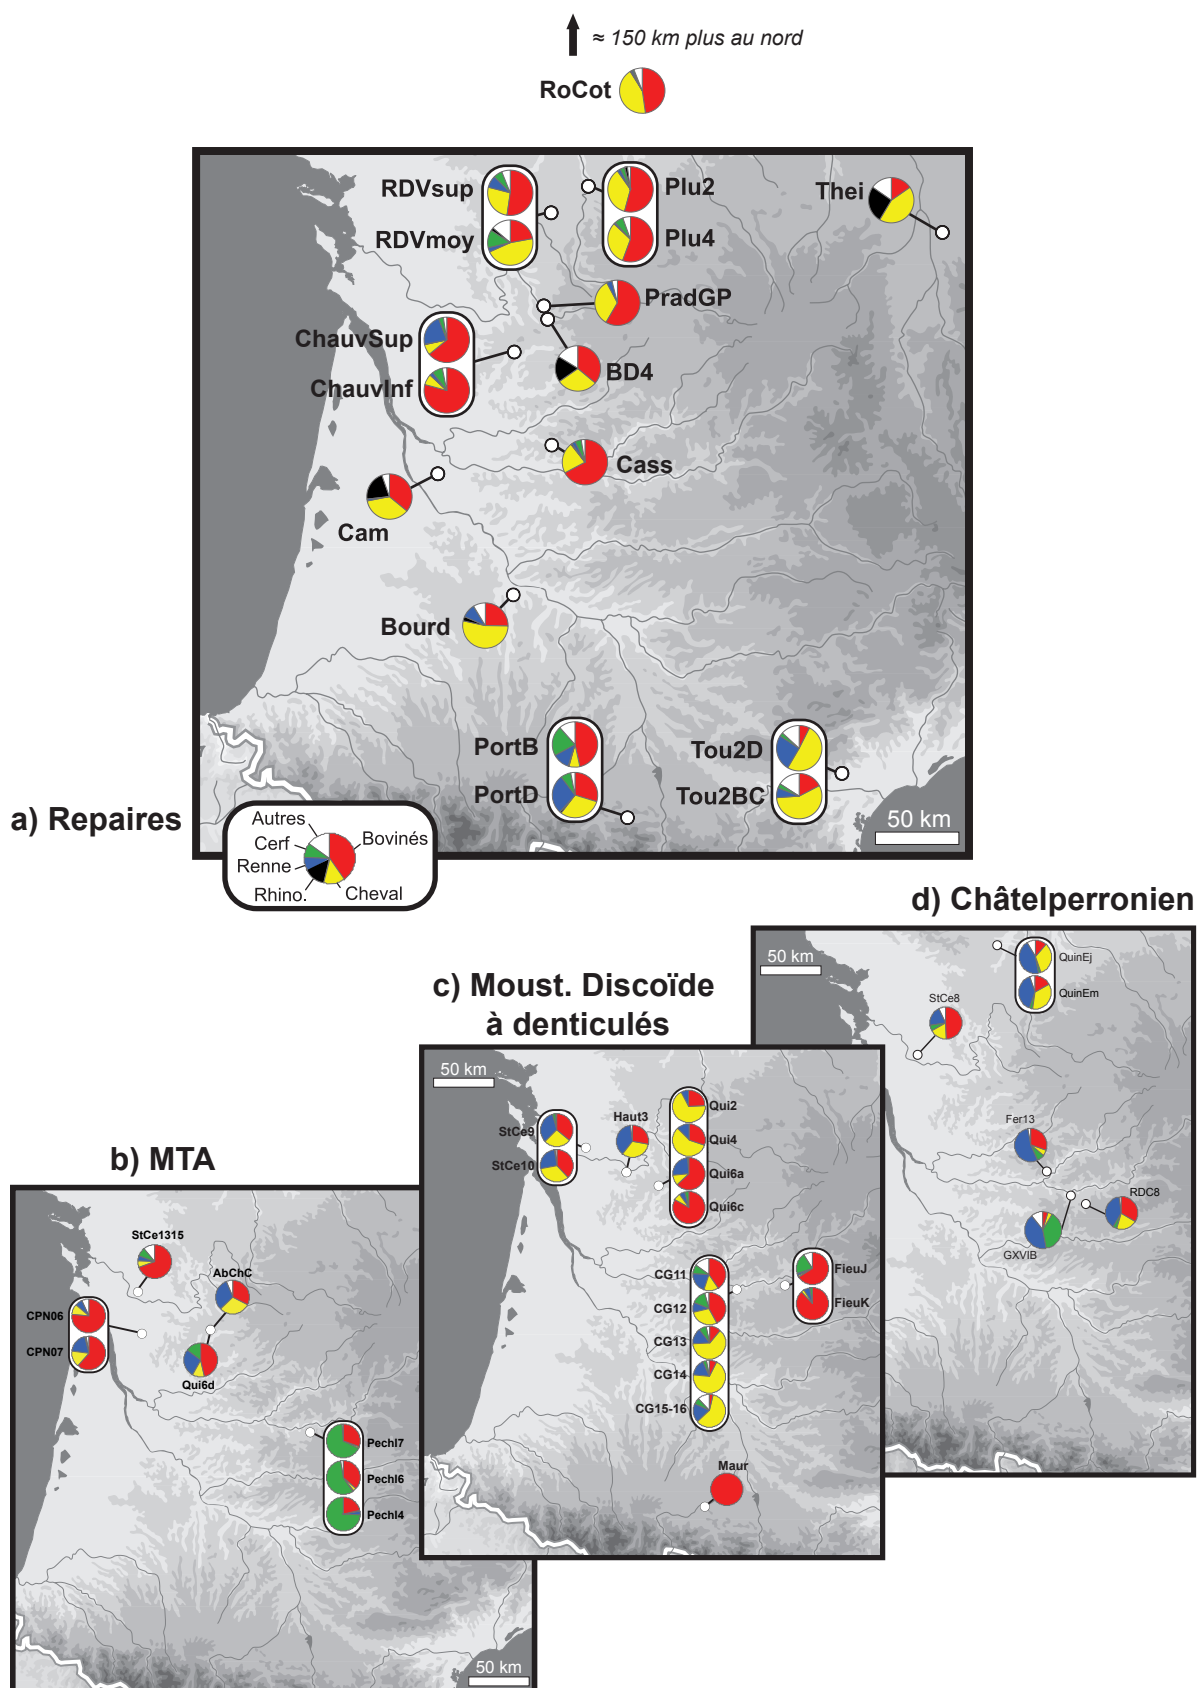 ≈ 150 km plus au nord
RoCot
RDVsup
RDVmoy
Plu2
Plu4
Thei
PradGP
ChauvSup
ChauvInf
BD4
Cass
Cam
Bourd
PortB
PortD
Tou2D
Tou2BC
50 km
a) Repaires
Autres
Cerf
Renne
Rhino.
Bovinés
Cheval
d) Châtelperronien
50 km
QuinEj
QuinEm
StCe8
Fer13
RDC8
GXVIB
c) Moust. Discoïde
à denticulés
50 km
StCe9
StCe10
Haut3
Qui2
Qui4
Qui6a
Qui6c
CG11
CG12
CG13
CG14
CG15-16
FieuJ
FieuK
Maur
b) MTA
StCe1315
AbChC
CPN06
CPN07
Qui6d
PechI7
PechI6
PechI4
50 km